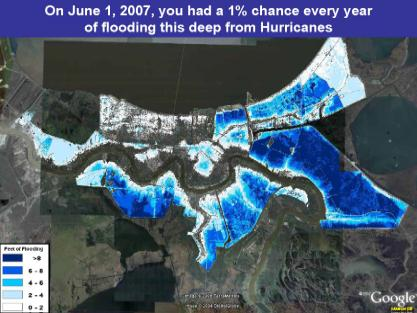 On June 1, 2007, you had a 1% chance every year
of flooding this deep from Hurricanes
Feet of Flooding
>8
6 - 8
4 - 6
2 - 4
0 - 2
Google